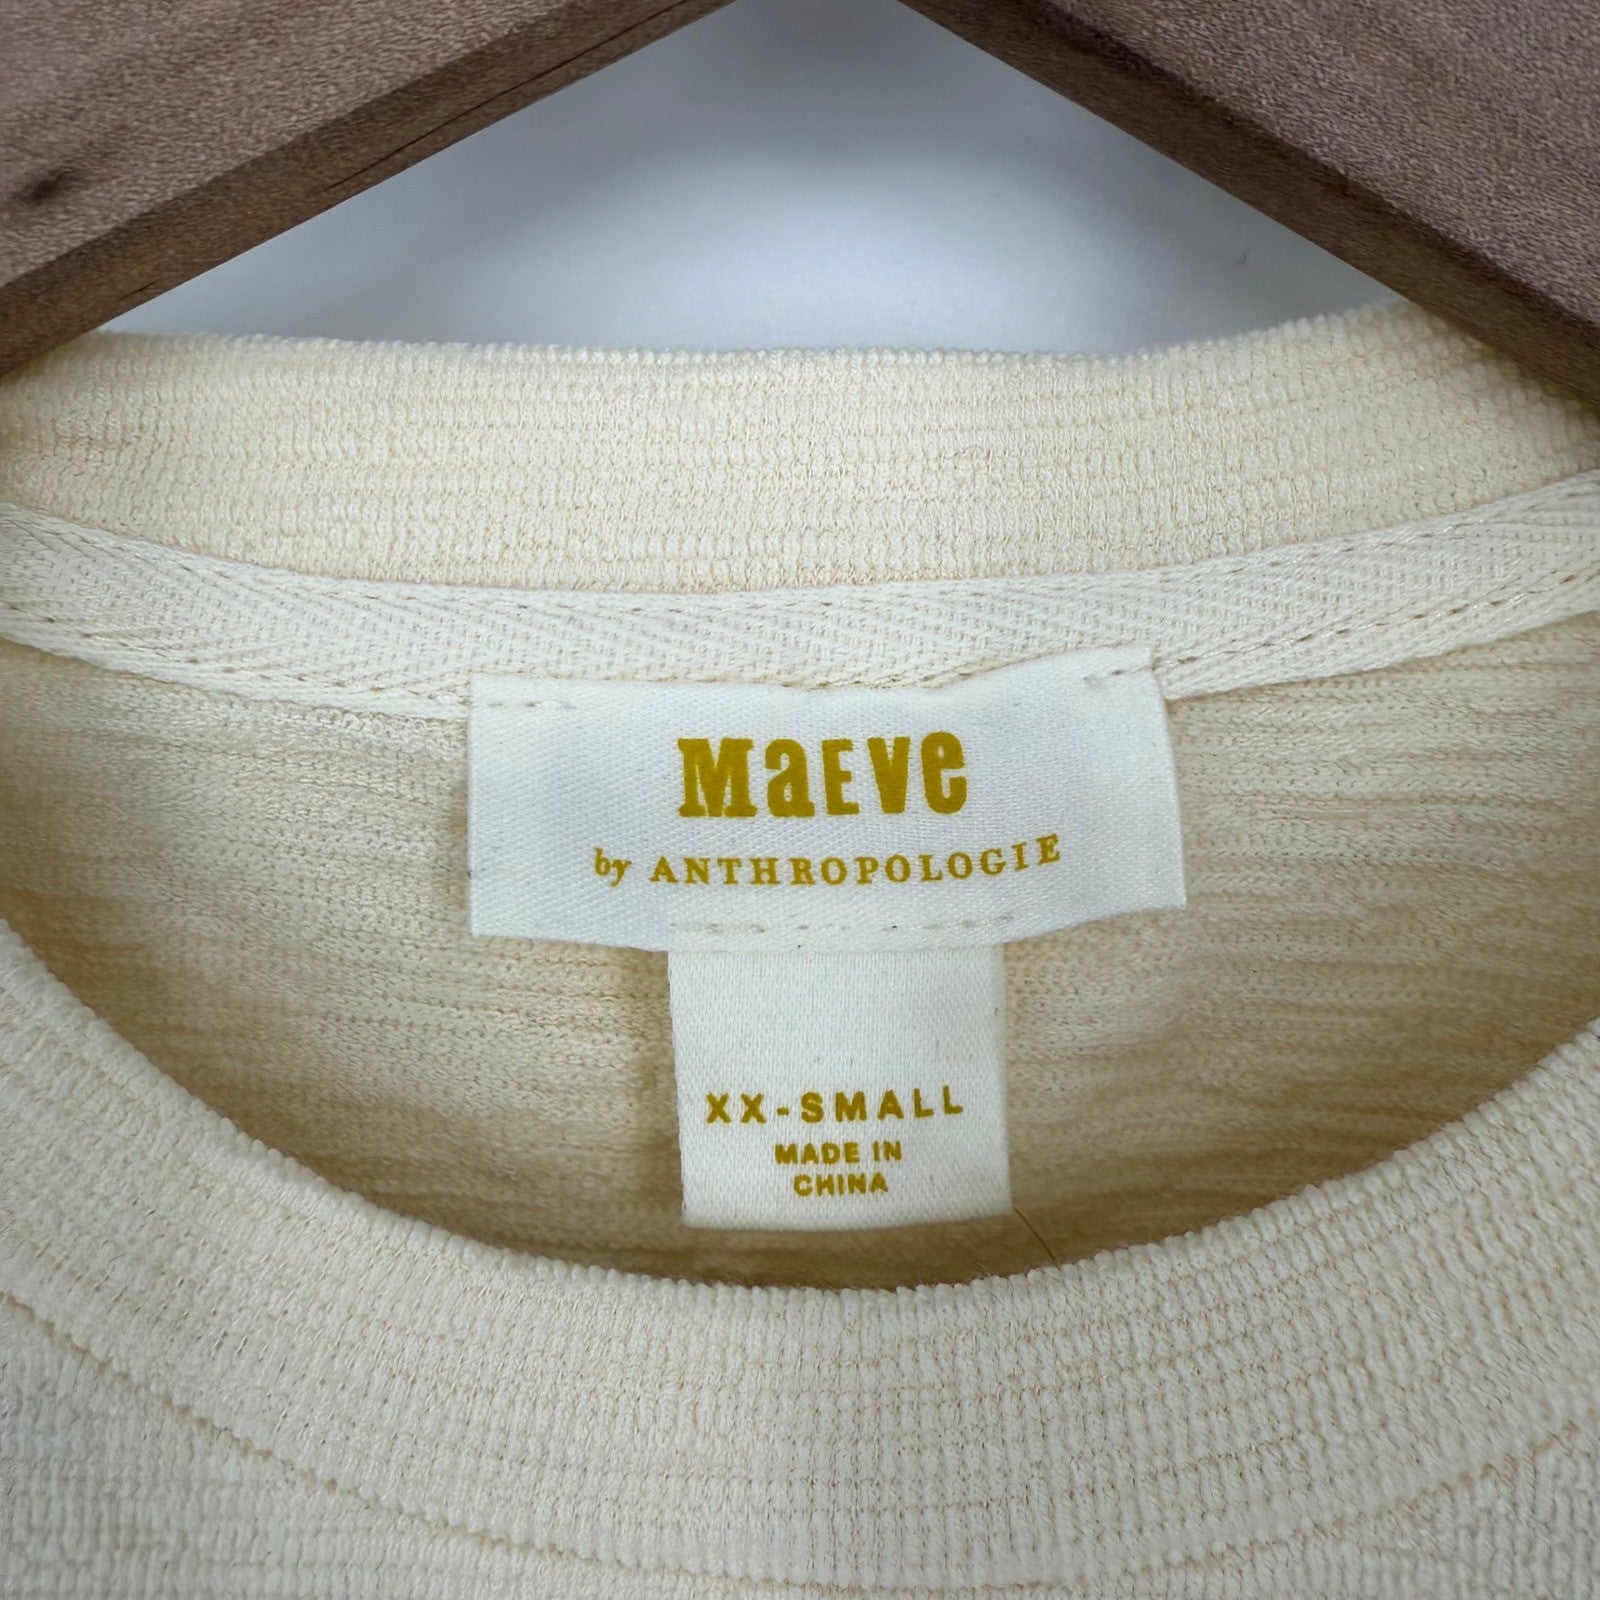 MaEVe
by ANTHROPOLOGIE
XX-SMALL
MADE IN
CHINA